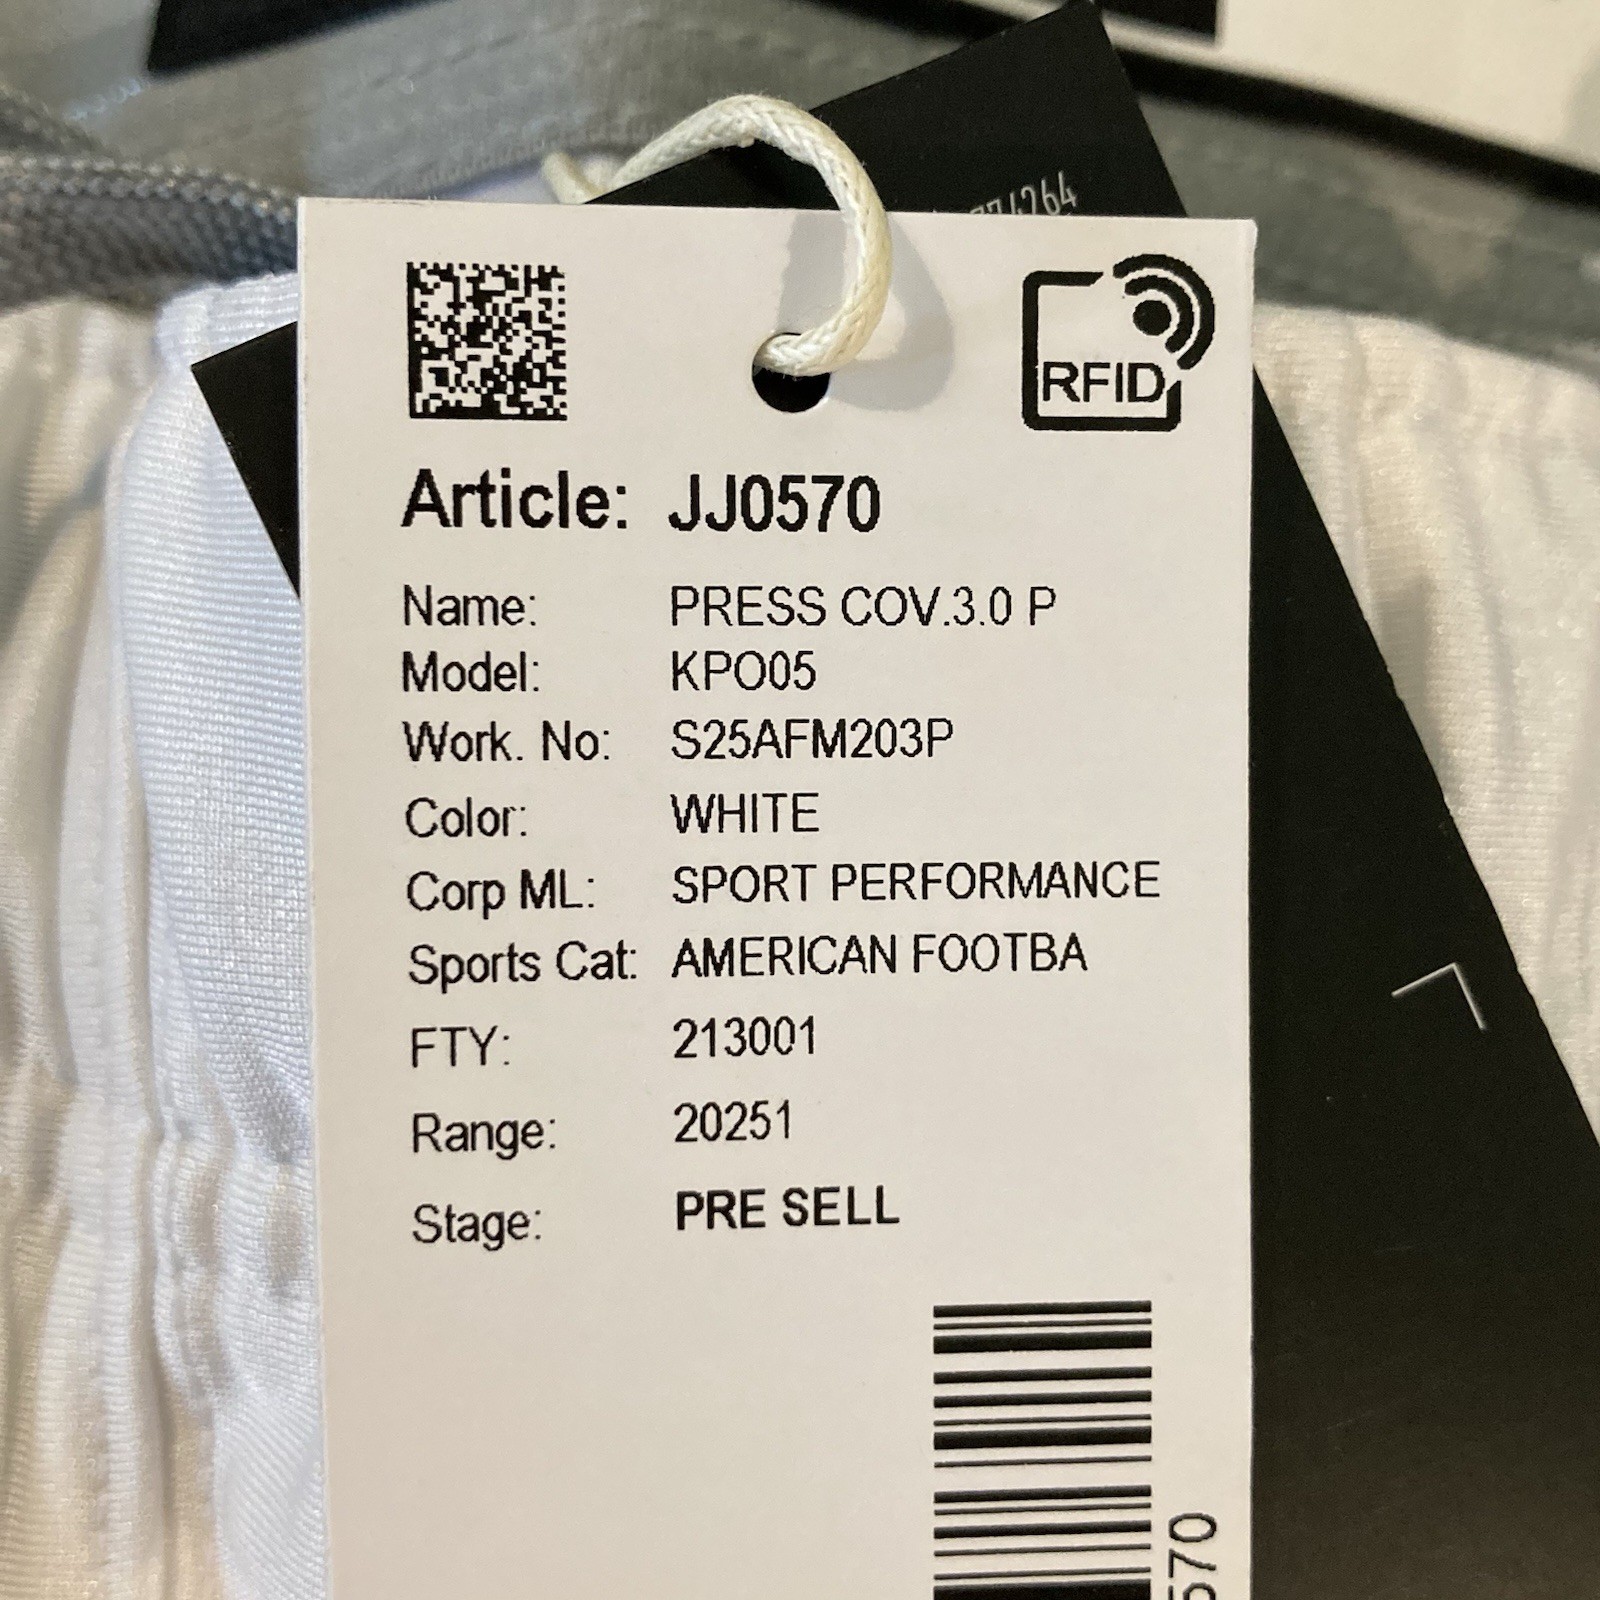 74264
RFID
Article: JJ0570
Name: PRESS COV.3.0 P
Model: KPO05
Work. No: S25AFM203P
Color: WHITE
Corp ML: SPORT PERFORMANCE
Sports Cat: AMERICAN FOOTBA
FTY: 213001
Range: 20251
Stage: PRE SELL
570